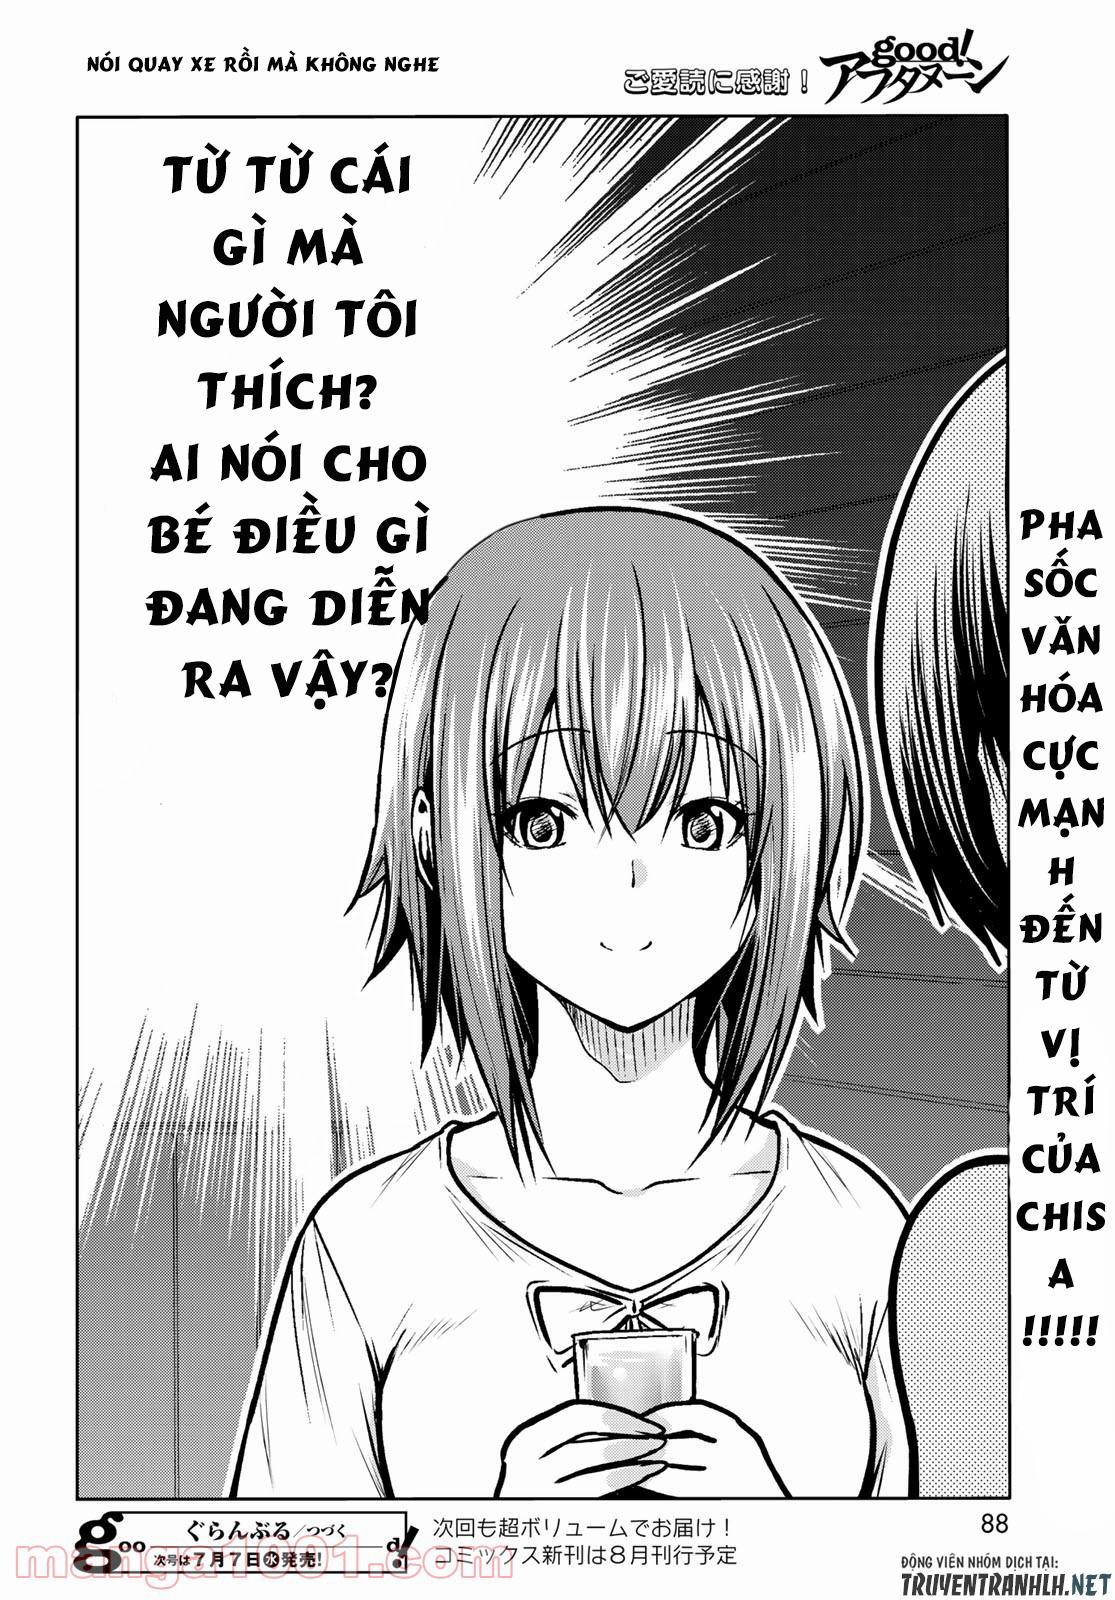 NÓI QUAY XE RỒI MÀ KHÔNG NGHE
ご愛読に感謝！
good!アフタヌーン
TỪ TỪ CÁI
GÌ MÀ
NGƯỜI TÔI
THÍCH?
AI NÓI CHO
BÉ ĐIỀU GÌ
ĐANG DIỄN
RA VẬY?
PHA
SỐC
VĂN
HÓA
CỰC
MẠN
H
ĐẾN
TỪ
VỊ
TRÍ
CỦA
CHIS
A
!!!!!
good!
ぐらんぶる／つづく
次号は7月7日㊌発売！
次回も超ボリュームでお届け！
コミックス新刊は8月刊行予定
88
manga1001.com
ĐỘNG VIÊN NHÓM DỊCH TẠI:
TRUYENTRANHLH.NET